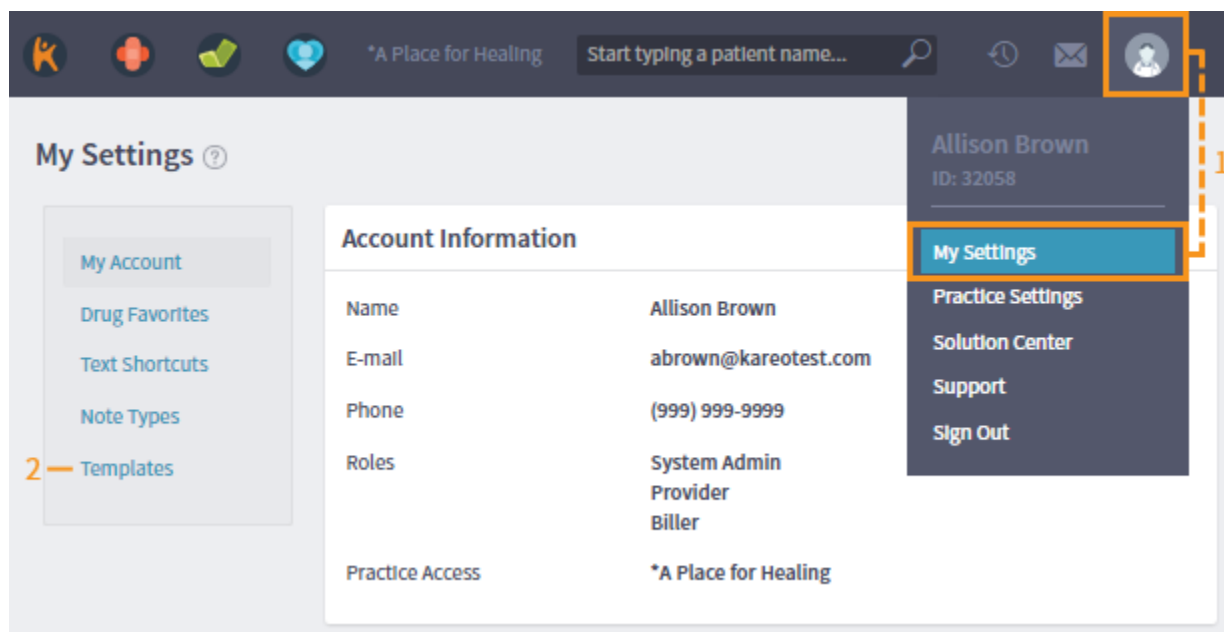 *A Place for Healing
Start typing a patient name...
My Settings ?
Allison Brown
ID: 32058
1
My Settings
Practice Settings
Solution Center
Support
Sign Out
My Account
Drug Favorites
Text Shortcuts
Note Types
2 Templates
Account Information
Name Allison Brown
E-mail abrown@kareotest.com
Phone (999) 999-9999
Roles System Admin
Provider
Biller
Practice Access *A Place for Healing